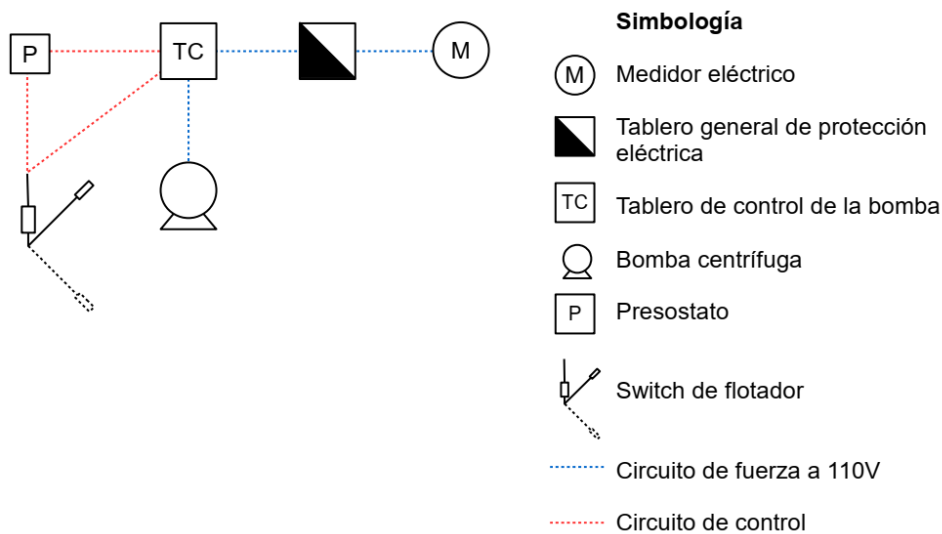 P
TC
M
Simbología
M
Medidor eléctrico
Tablero general de protección
eléctrica
TC
Tablero de control de la bomba
Bomba centrífuga
P
Presostato
Switch de flotador
Circuito de fuerza a 110V
Circuito de control